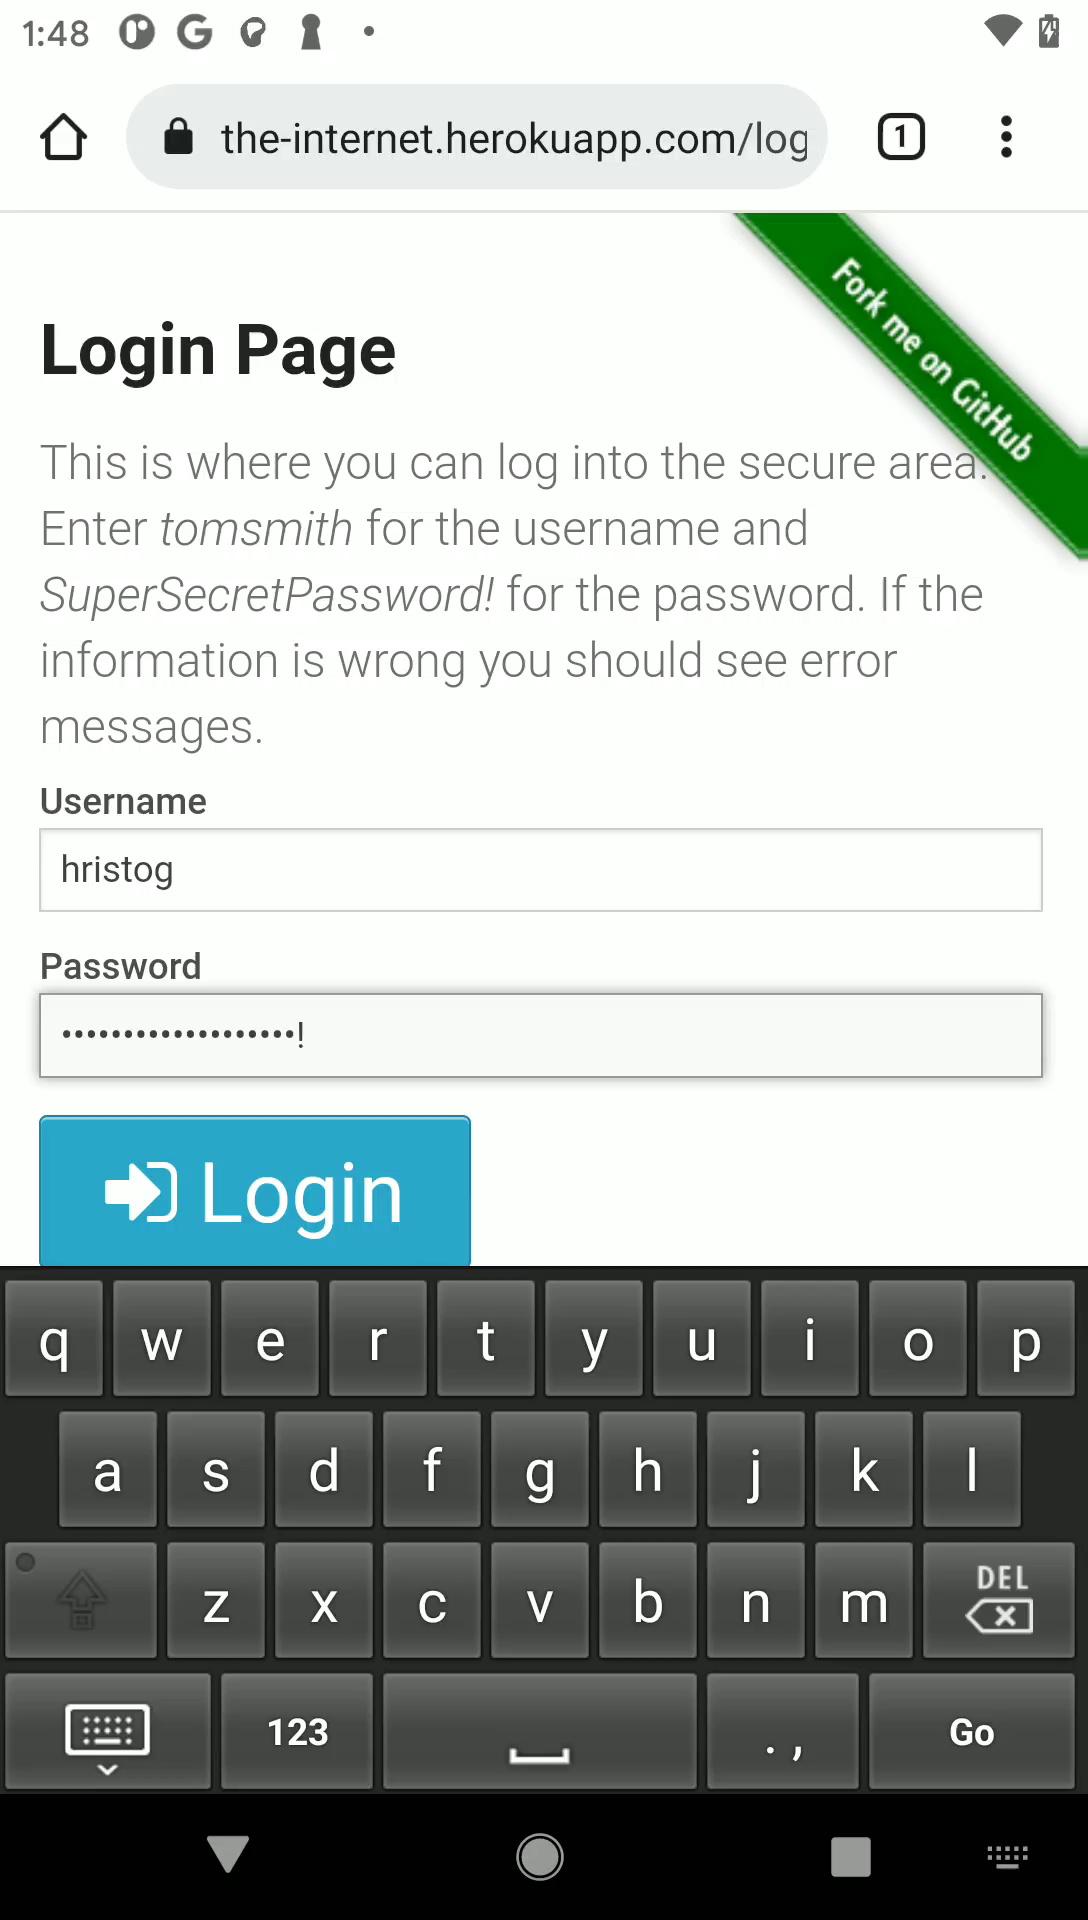 1:48
the-internet.herokuapp.com/log
1
Fork me on GitHub
Login Page
This is where you can log into the secure area.
Enter tomsmith for the username and
SuperSecretPassword! for the password. If the
information is wrong you should see error
messages.
Username
hristog
Password
•••••••••••••••••••!
Login
q w e r t y u i o p
a s d f g h j k l
z x c v b n m DEL
123 . , Go